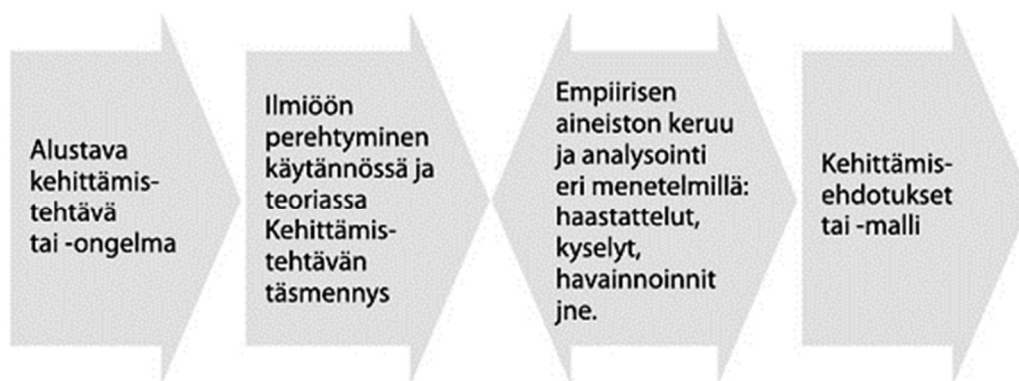 Alustava
kehittämis-
tehtävä
tai -ongelma
Ilmiöön
perehtyminen
käytännössä ja
teoriassa
Kehittämis-
tehtävän
täsmennys
Empiirisen
aineiston keruu
ja analysointi
eri menetelmillä:
haastattelut,
kyselyt,
havainnoinnit
jne.
Kehittämis-
ehdotukset
tai -malli